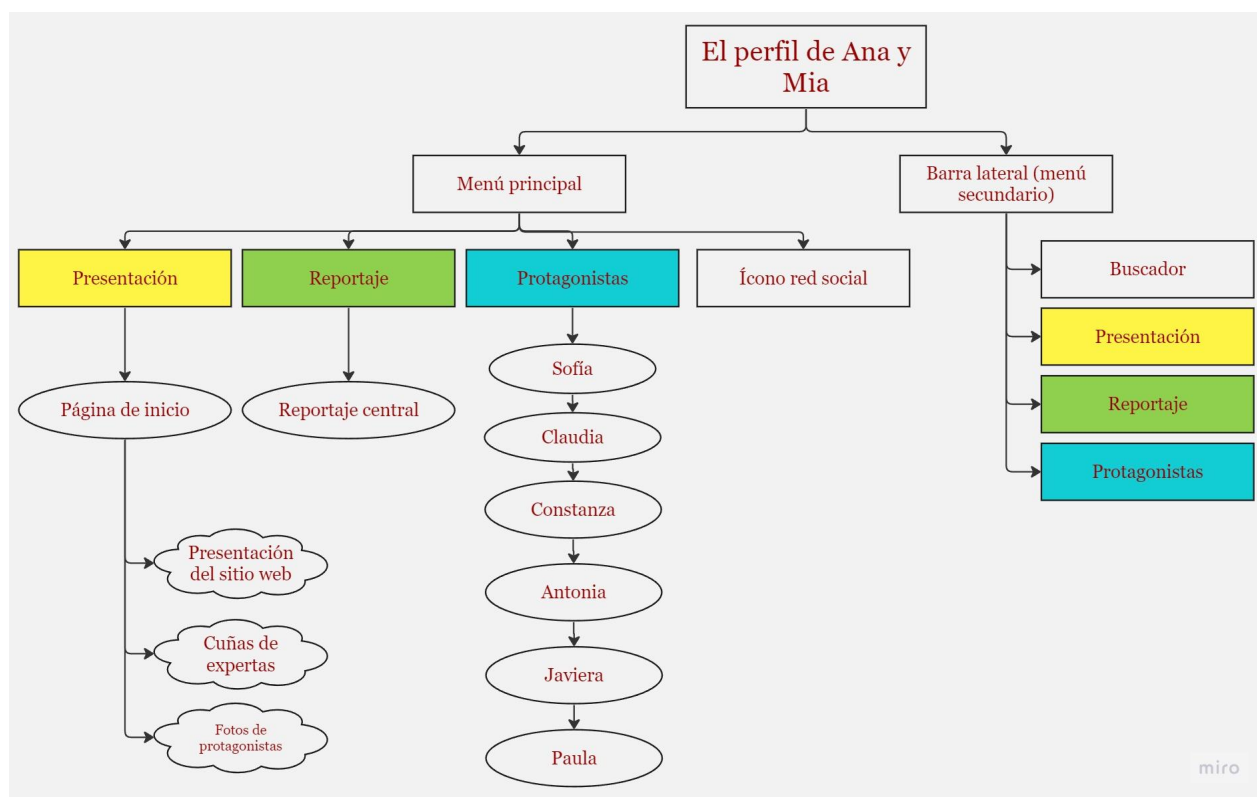 El perfil de Ana y
Mia
Menú principal
Barra lateral (menú
secundario)
Presentación
Reportaje
Protagonistas
Ícono red social
Buscador
Presentación
Reportaje
Protagonistas
Página de inicio
Reportaje central
Sofía
Claudia
Constanza
Antonia
Javiera
Paula
Presentación
del sitio web
Cuñas de
expertas
Fotos de
protagonistas
miro